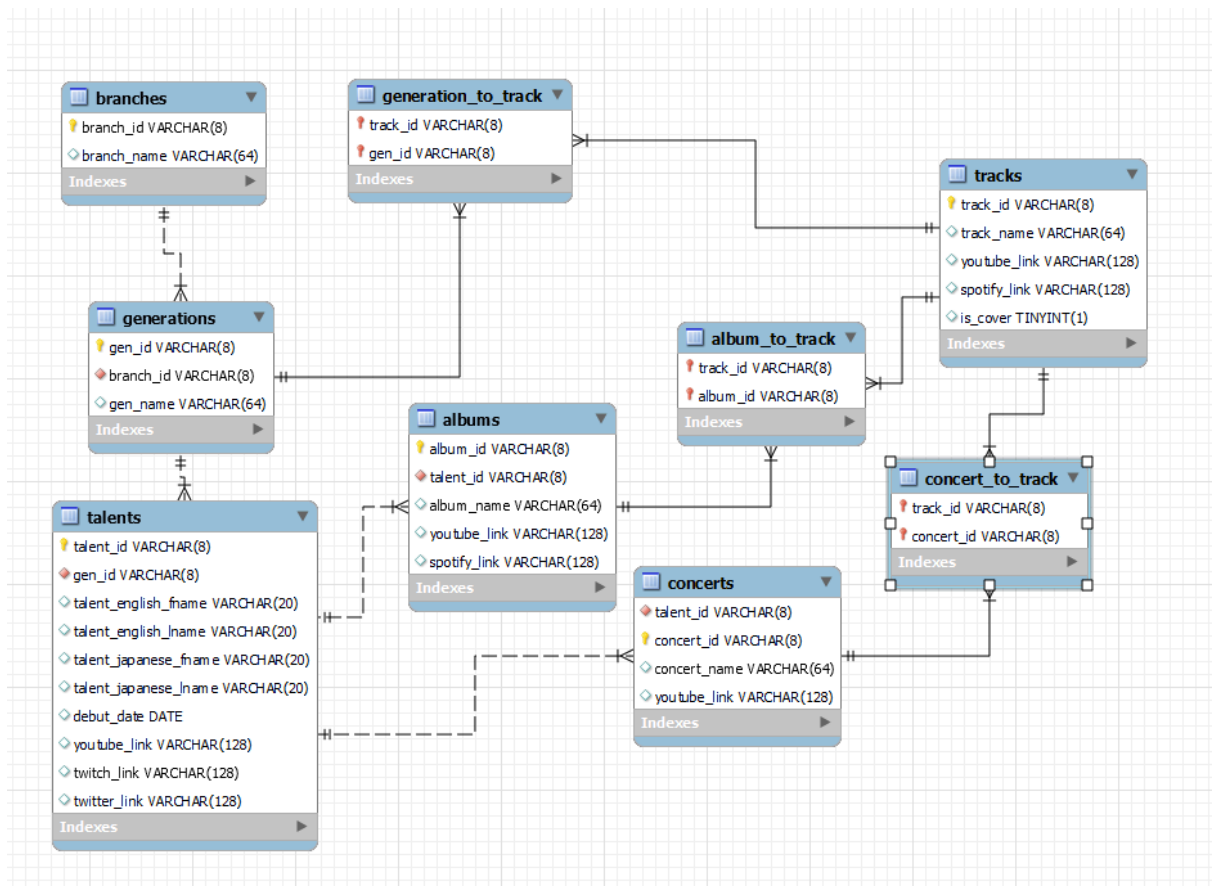 branches
branch_id VARCHAR(8)
branch_name VARCHAR(64)
Indexes
generation_to_track
track_id VARCHAR(8)
gen_id VARCHAR(8)
Indexes
tracks
track_id VARCHAR(8)
track_name VARCHAR(64)
youtube_link VARCHAR(128)
spotify_link VARCHAR(128)
is_cover TINYINT(1)
Indexes
generations
gen_id VARCHAR(8)
branch_id VARCHAR(8)
gen_name VARCHAR(64)
Indexes
album_to_track
track_id VARCHAR(8)
album_id VARCHAR(8)
Indexes
albums
album_id VARCHAR(8)
talent_id VARCHAR(8)
album_name VARCHAR(64)
youtube_link VARCHAR(128)
spotify_link VARCHAR(128)
Indexes
concert_to_track
track_id VARCHAR(8)
concert_id VARCHAR(8)
Indexes
talents
talent_id VARCHAR(8)
gen_id VARCHAR(8)
talent_english_fname VARCHAR(20)
talent_english_lname VARCHAR(20)
talent_japanese_fname VARCHAR(20)
talent_japanese_lname VARCHAR(20)
debut_date DATE
youtube_link VARCHAR(128)
twitch_link VARCHAR(128)
twitter_link VARCHAR(128)
Indexes
concerts
talent_id VARCHAR(8)
concert_id VARCHAR(8)
concert_name VARCHAR(64)
youtube_link VARCHAR(128)
Indexes